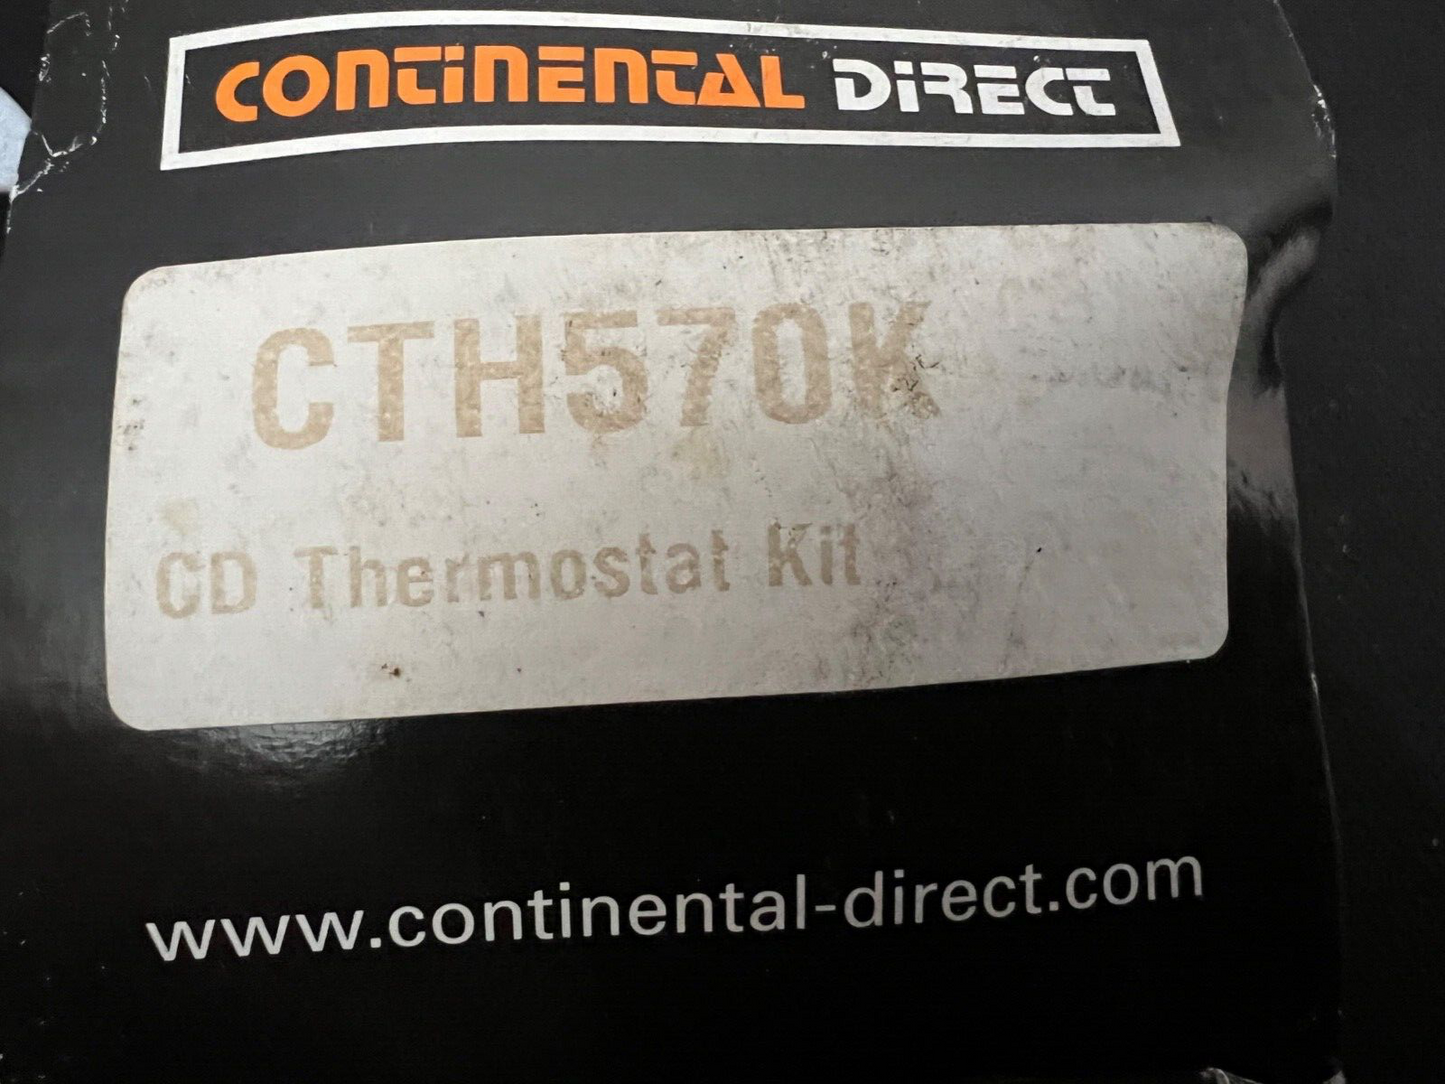 CONTINENTAL DIRECT
CTH570K
CD Thermostat Kit
www.continental-direct.com